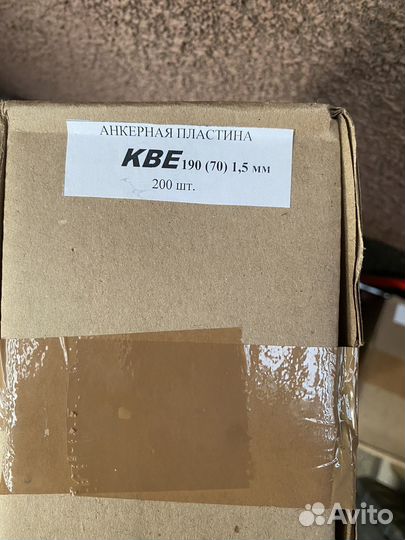 АНКЕРНАЯ ПЛАСТИНА
KBE 190 (70) 1,5 мм
200 шт.
Avito